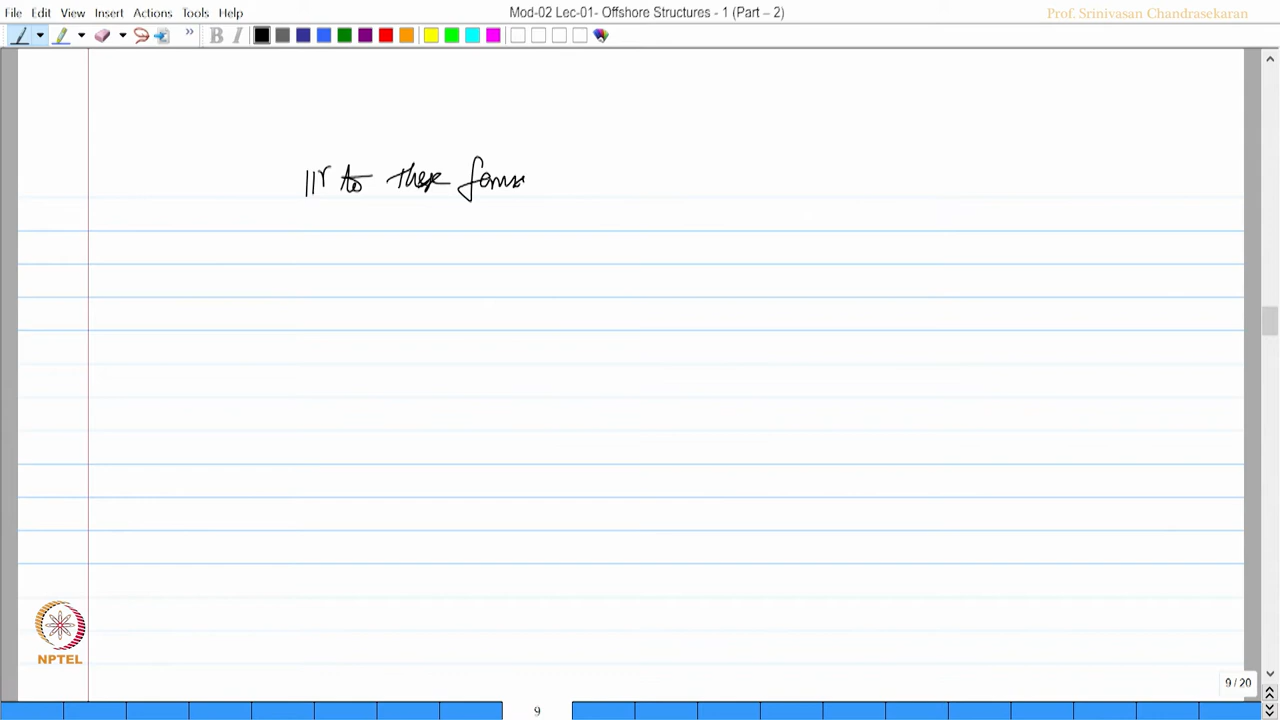 File Edit View Insert Actions Tools Help
Mod-02 Lec-01- Offshore Structures - 1 (Part – 2)
Prof. Srinivasan Chandrasekaran
B I
||r to these forms
NPTEL
9 / 20
9